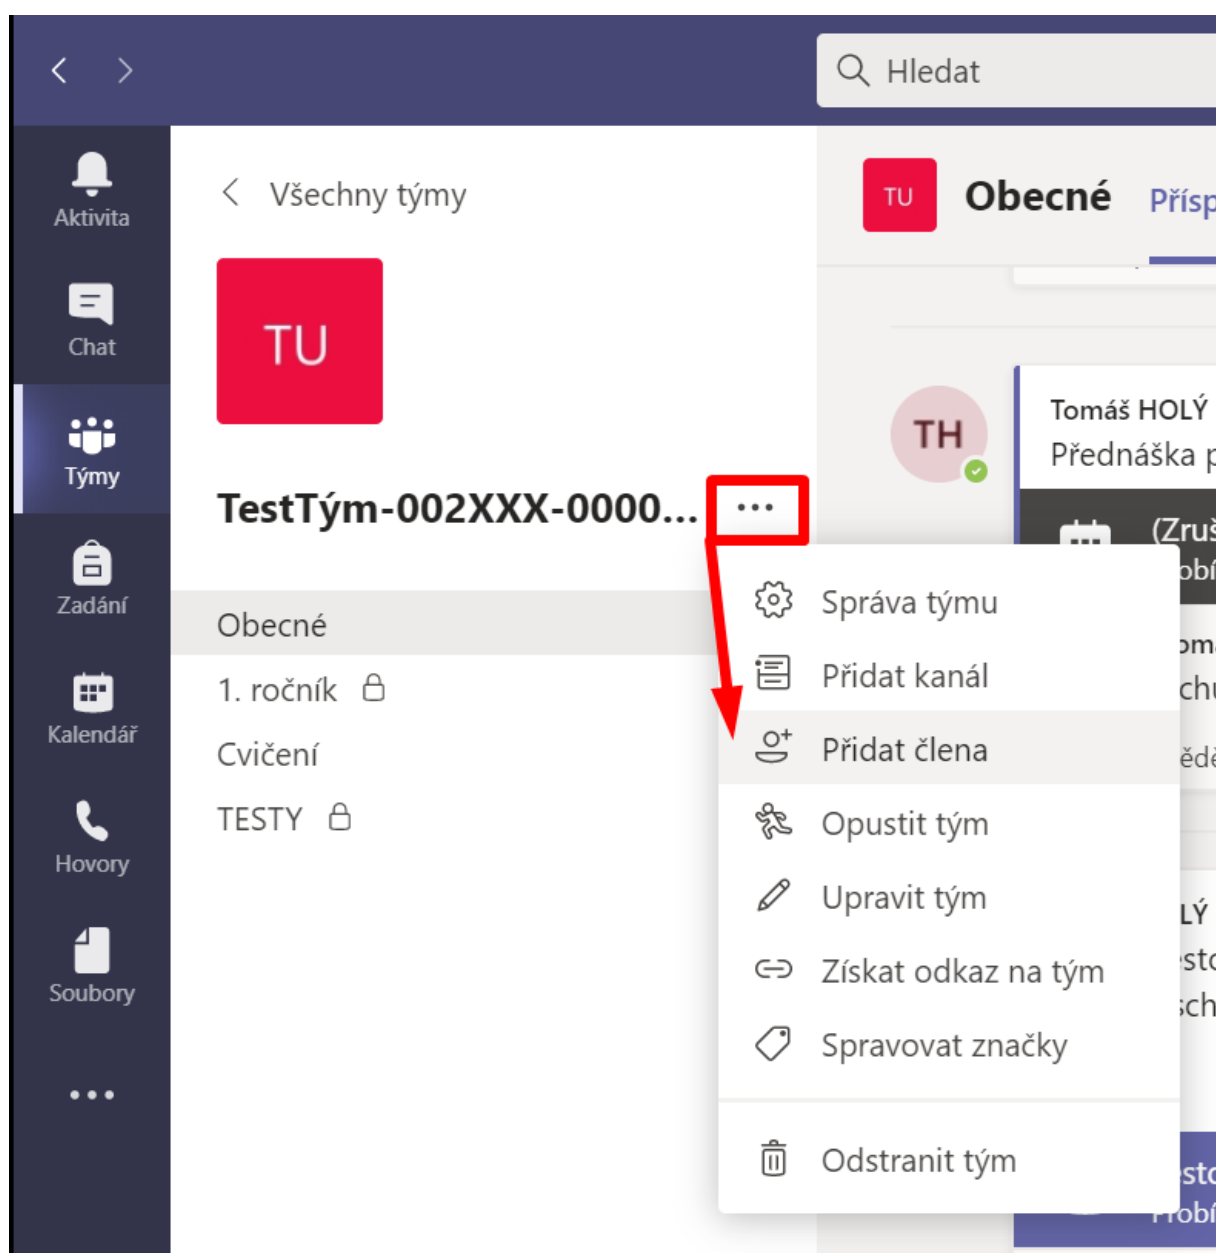 Hledat
Aktivita
Chat
Týmy
Zadání
Kalendář
Hovory
Soubory
Všechny týmy
TU
TestTým-002XXX-0000...
Obecné
1. ročník
Cvičení
TESTY
Správa týmu
Přidat kanál
Přidat člena
Opustit tým
Upravit tým
Získat odkaz na tým
Spravovat značky
Odstranit tým
TU Obecné
TH
Tomáš HOLÝ
Přednáška